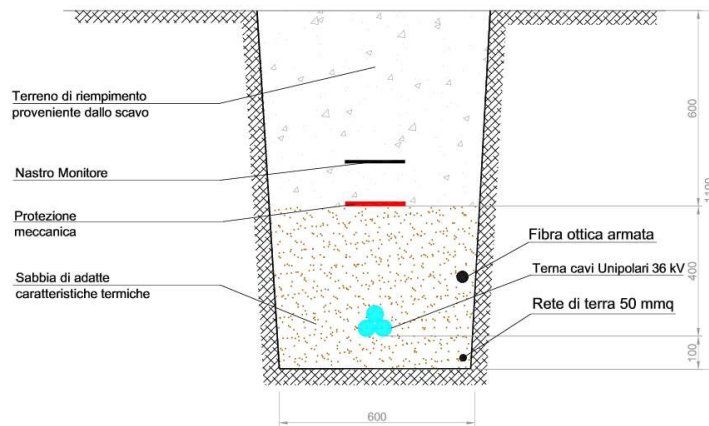 Terreno di riempimento
proveniente dallo scavo
Nastro Monitore
Protezione
meccanica
Sabbia di adatte
caratteristiche termiche
Fibra ottica armata
Terna cavi Unipolari 36 kV
Rete di terra 50 mmq
600
1100
400
100
600